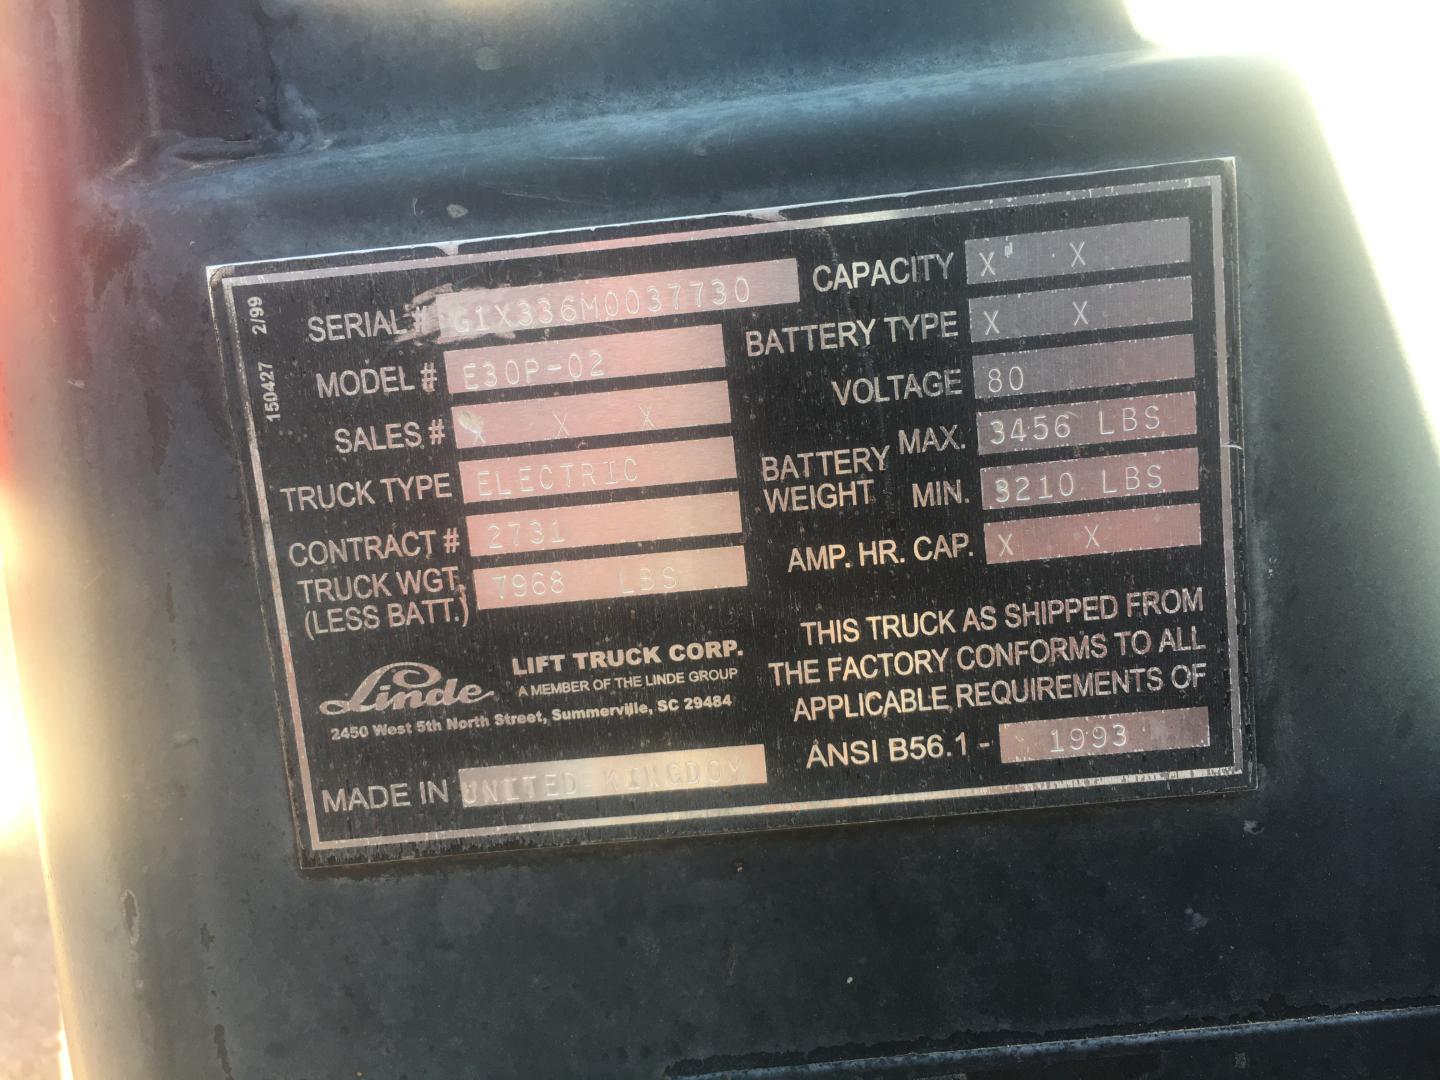 150427 2/99
SERIAL # G1X336M0037730
MODEL # E30P-02
SALES # X X X
TRUCK TYPE ELECTRIC
CONTRACT # 2731
TRUCK WGT. 7968 LBS
(LESS BATT.)
CAPACITY X X
BATTERY TYPE X X
VOLTAGE 80
BATTERY WEIGHT MAX. 3456 LBS
MIN. 3210 LBS
AMP. HR. CAP. X X
Linde LIFT TRUCK CORP.
A MEMBER OF THE LINDE GROUP
2450 West 5th North Street, Summerville, SC 29484
MADE IN UNITED KINGDOM
THIS TRUCK AS SHIPPED FROM
THE FACTORY CONFORMS TO ALL
APPLICABLE REQUIREMENTS OF
ANSI B56.1 - 1993